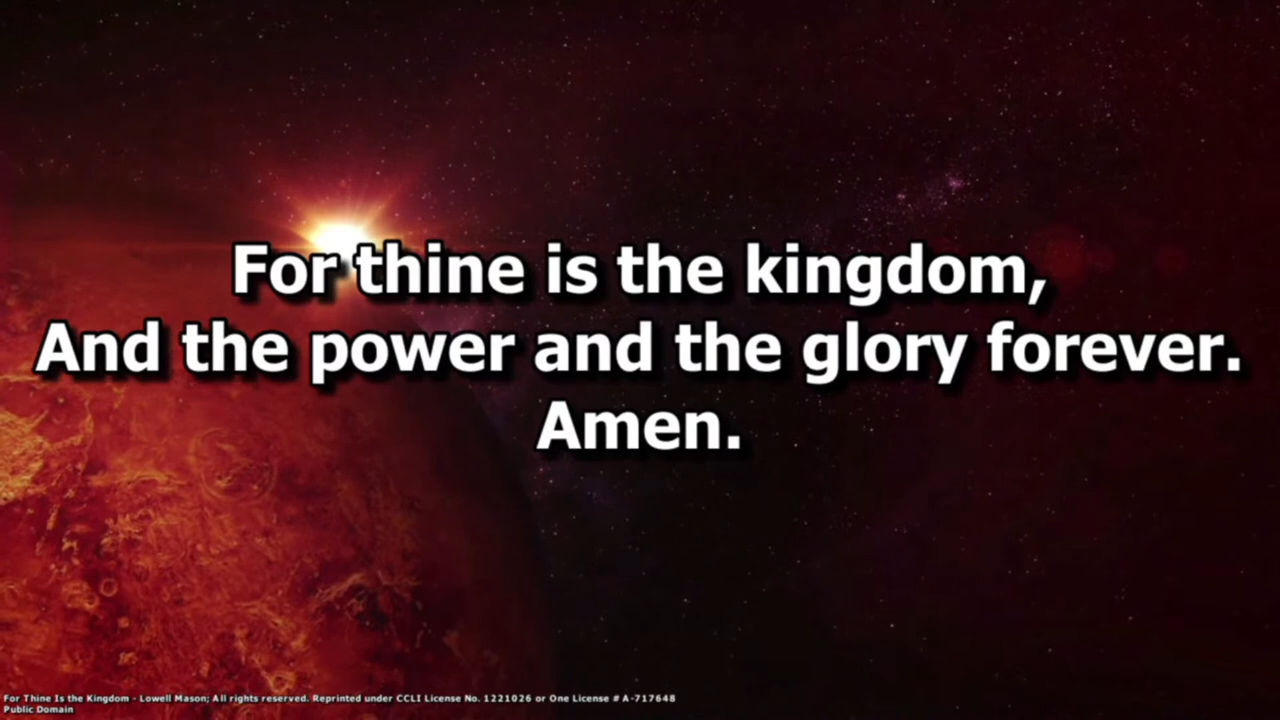 For thine is the kingdom,
And the power and the glory forever.
Amen.
For Thine Is the Kingdom - Lowell Mason; All rights reserved. Reprinted under CCLI License No. 1221026 or One License # A-717648
Public Domain